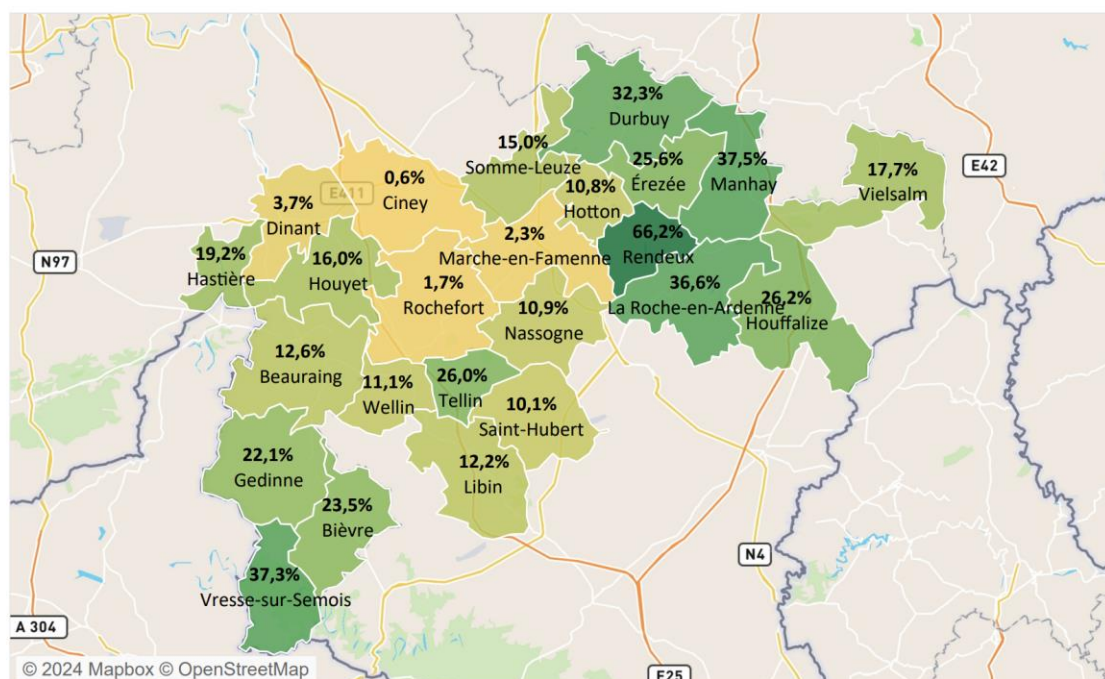 32,3%
Durbuy
15,0%
Somme-Leuze
25,6%
Érezée
37,5%
Manhay
17,7%
Vielsalm
E42
0,6%
E411
Ciney
10,8%
Hotton
3,7%
Dinant
2,3%
Marche-en-Famenne
66,2%
Rendeux
N97
19,2%
Hastière
16,0%
Houyet
1,7%
Rochefort
36,6%
La Roche-en-Ardenne
26,2%
Houffalize
10,9%
Nassogne
12,6%
Beauraing
11,1%
Wellin
26,0%
Tellin
10,1%
Saint-Hubert
22,1%
Gedinne
12,2%
Libin
23,5%
Bièvre
N4
37,3%
Vresse-sur-Semois
A 304
© 2024 Mapbox © OpenStreetMap
E25